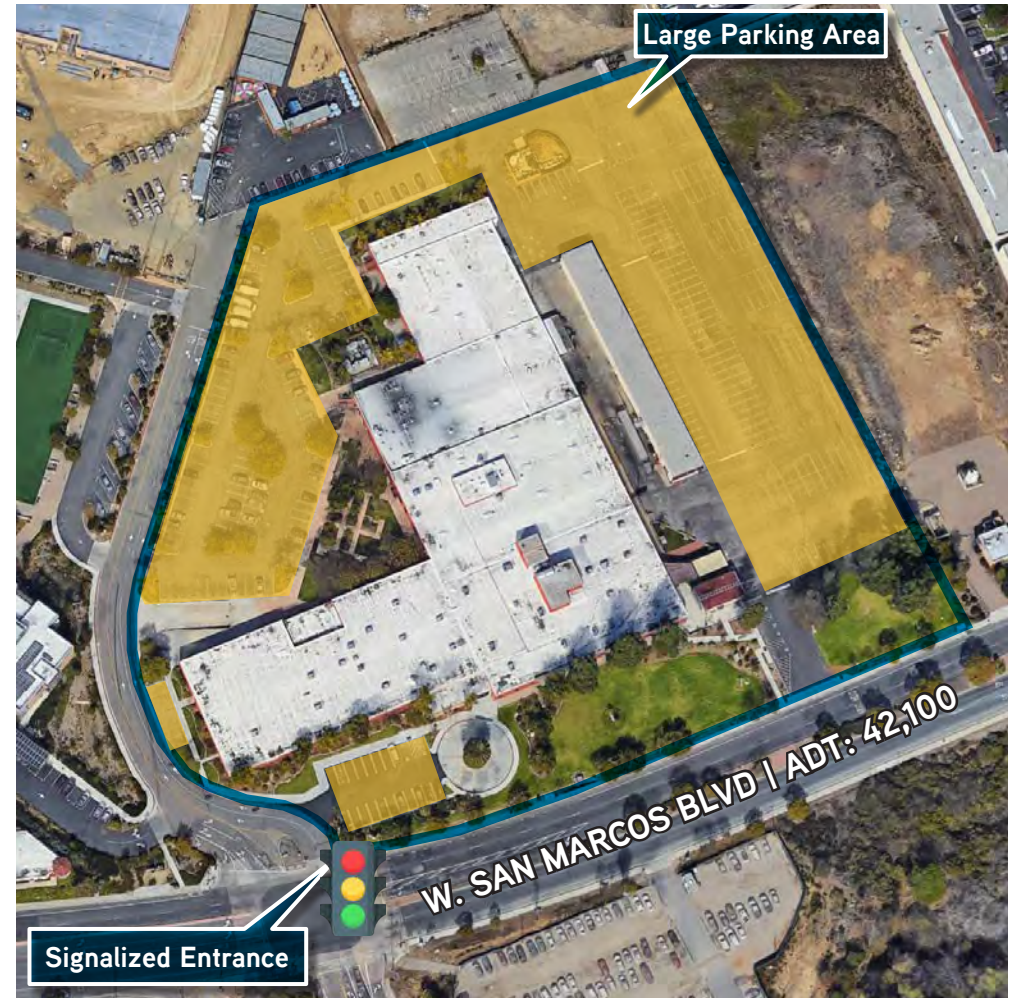 Large Parking Area
W. SAN MARCOS BLVD | ADT: 42,100
Signalized Entrance